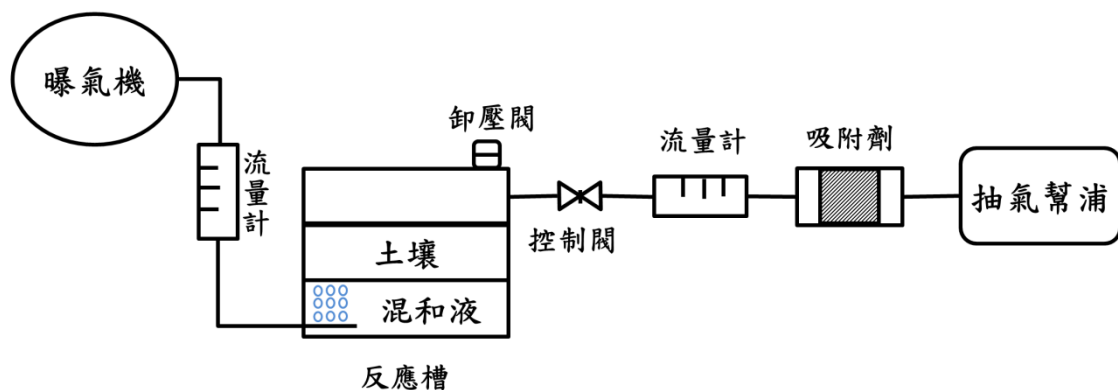 曝氣機
流量計
卸壓閥
土壤
混和液
反應槽
控制閥
流量計
吸附劑
抽氣幫浦